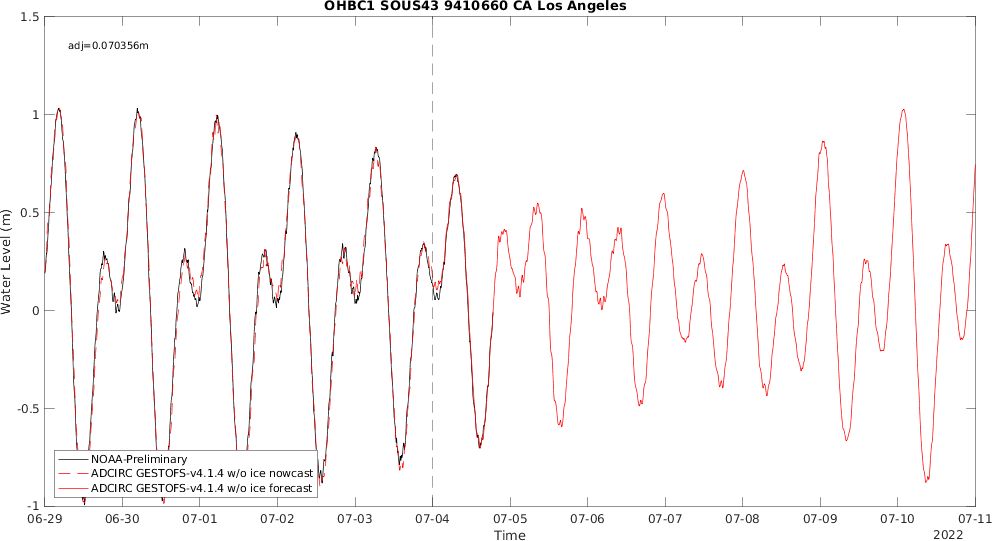 OHBC1 SOUS43 9410660 CA Los Angeles
1.5
adj=0.070356m
1
0.5
Water Level (m)
0
-0.5
NOAA-Preliminary
ADCIRC GESTOFS-v4.1.4 w/o ice nowcast
ADCIRC GESTOFS-v4.1.4 w/o ice forecast
-1
06-29 06-30 07-01 07-02 07-03 07-04 07-05 07-06 07-07 07-08 07-09 07-10 07-11
Time
2022